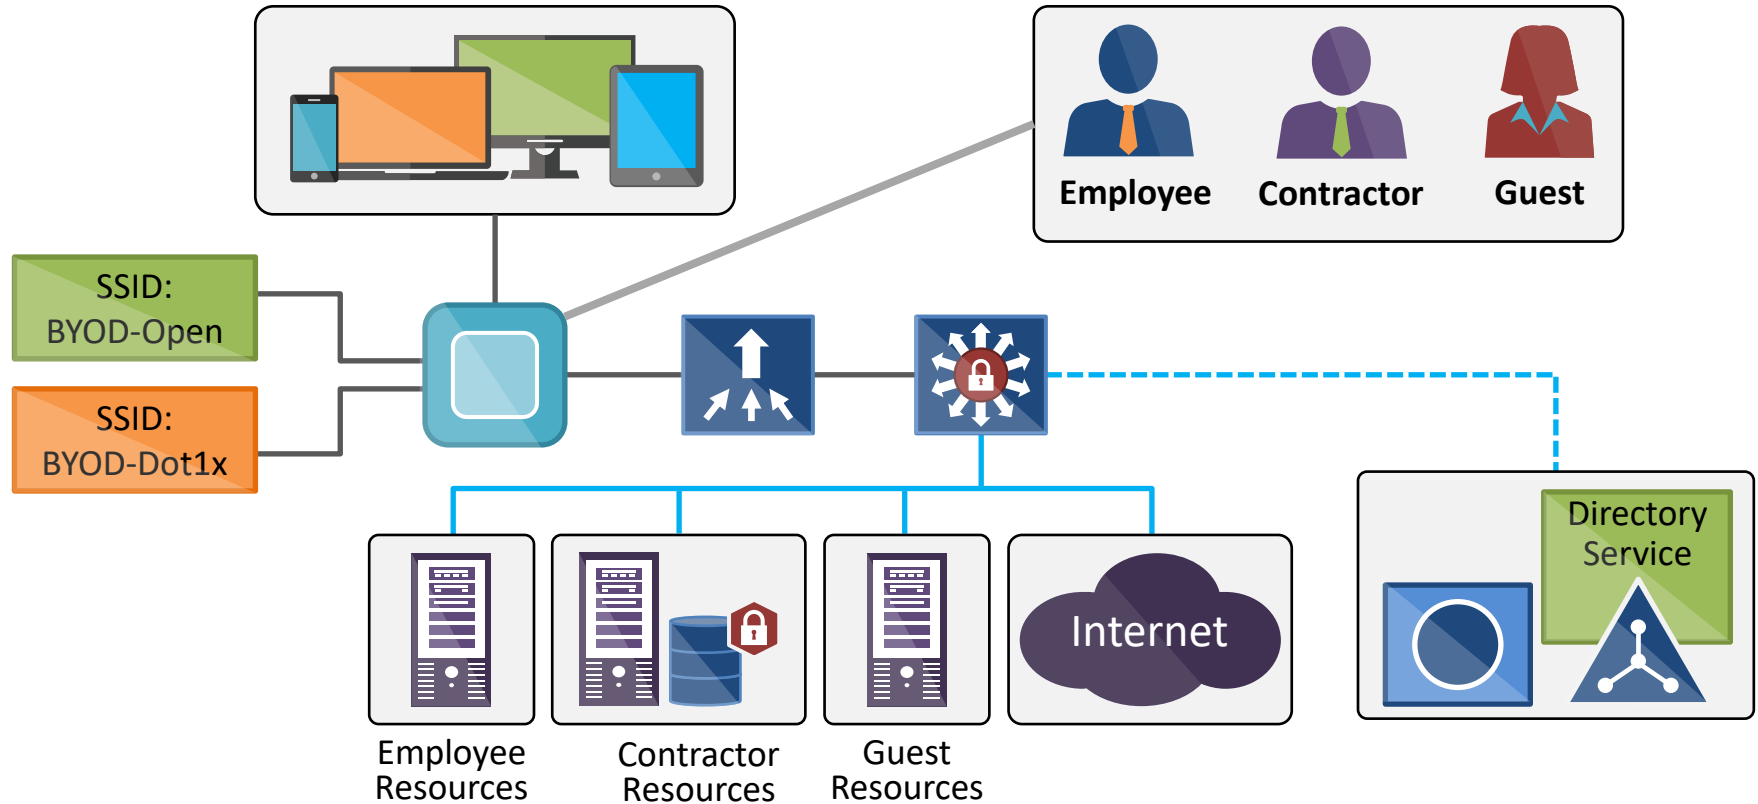 Employee
Contractor
Guest
SSID:
BYOD-Open
SSID:
BYOD-Dot1x
Directory
Service
Internet
Employee
Resources
Contractor
Resources
Guest
Resources